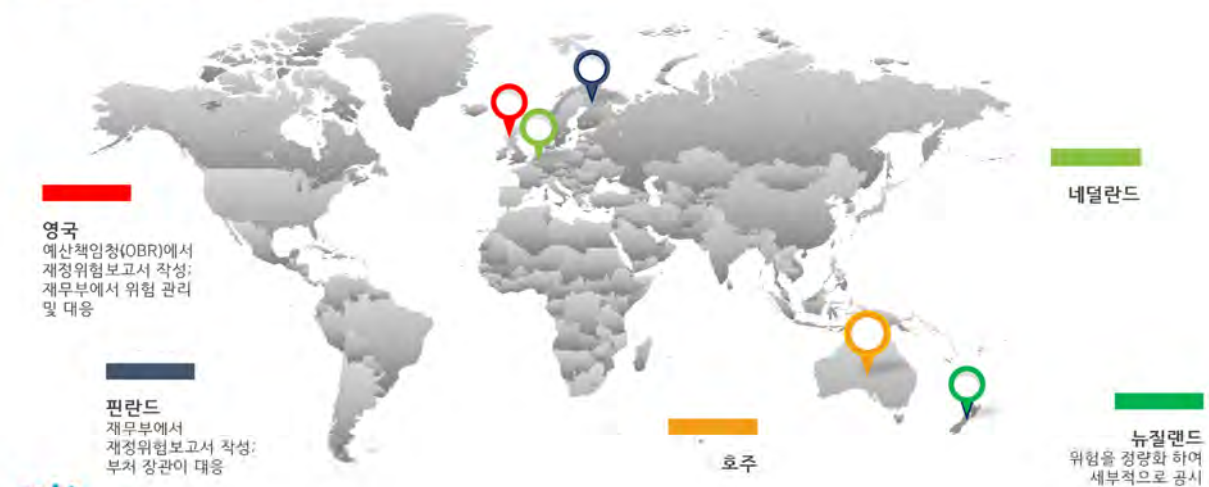 영국
예산책임청(OBR)에서
재정위험보고서 작성;
재무부에서 위험 관리
및 대응
핀란드
재무부에서
재정위험보고서 작성;
부처 장관이 대응
호주
네덜란드
뉴질랜드
위험을 정량화 하여
세부적으로 공시